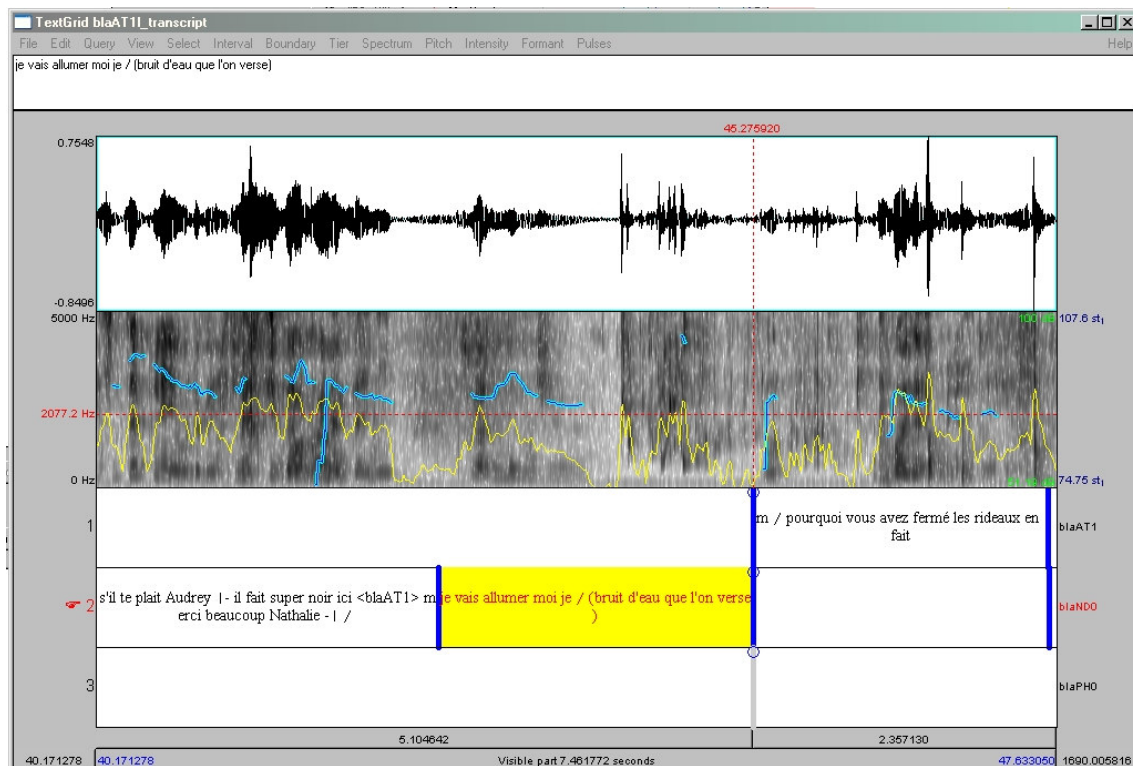 TextGrid blaAT1l_transcript
File Edit Query View Select Interval Boundary Tier Spectrum Pitch Intensity Formant Pulses Help
je vais allumer moi je / (bruit d'eau que l'on verse)
45.275920
0.7548
-0.8496
5000 Hz
107.6 st₁
2077.2 Hz
0 Hz
74.75 st₁
1
m / pourquoi vous avez fermé les rideaux en
fait
blaAT1
2
s'il te plait Audrey |- il fait super noir ici <blaAT1> m
erci beaucoup Nathalie -| /
je vais allumer moi je / (bruit d'eau que l'on verse
)
blaND0
3
blaPH0
5.104642
2.357130
40.171278
40.171278
Visible part 7.461772 seconds
47.633050
1690.005816